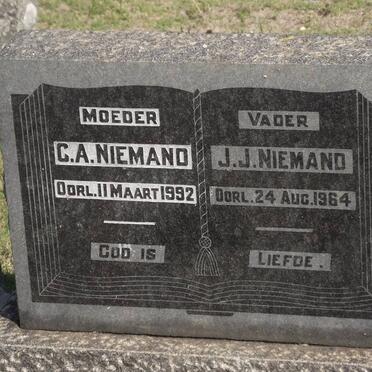 MOEDER
C.A. NIEMAND
OORL. 11 MAART 1992
GOD IS
VADER
J.J. NIEMAND
OORL. 24 AUG. 1964
LIEFDE.